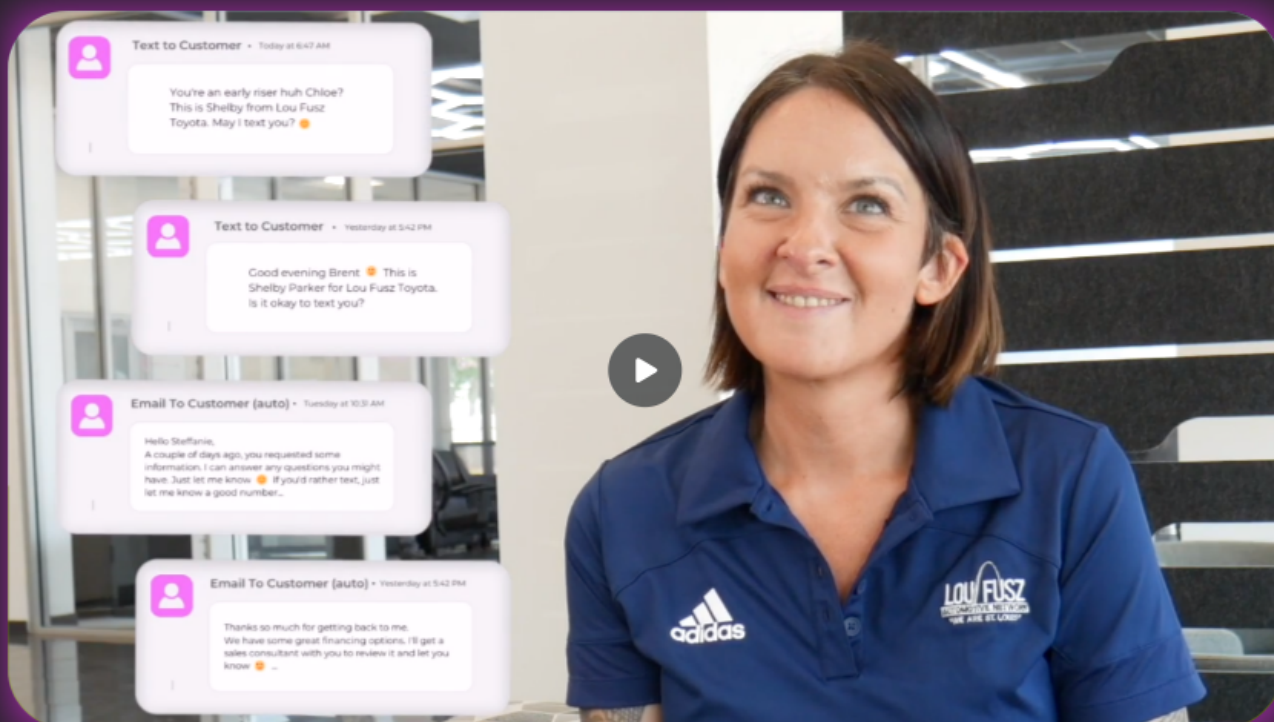 Text to Customer • Today at 6:47 AM
You're an early riser huh Chloe?
This is Shelby from Lou Fusz
Toyota. May I text you?
Text to Customer • Yesterday at 5:42 PM
Good evening Brent This is
Shelby Parker for Lou Fusz Toyota.
Is it okay to text you?
Email To Customer (auto) • Tuesday at 10:31 AM
Hello Steffanie,
A couple of days ago, you requested some
information. I can answer any questions you might
have. Just let me know If you'd rather text, just
let me know a good number...
Email To Customer (auto) • Yesterday at 5:42 PM
Thanks so much for getting back to me.
We have some great financing options. I'll get a
sales consultant with you to review it and let you
know ...
adidas
LOU FUSZ
AUTOMOTIVE NETWORK
"WE ARE ST. LOUIS"